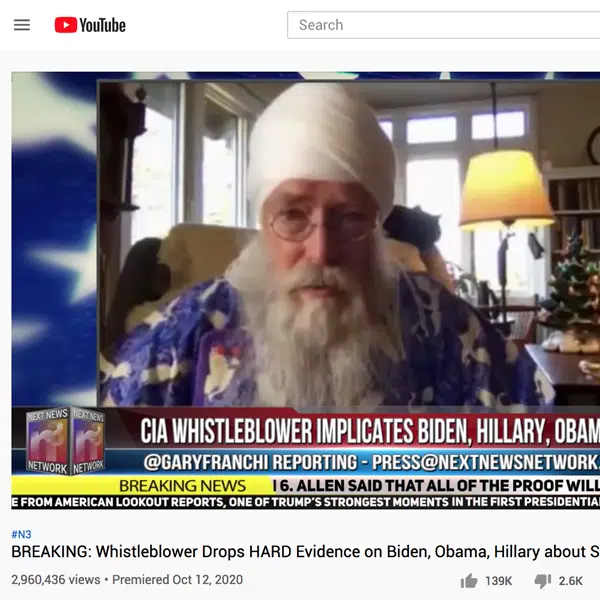 YouTube
Search
CIA WHISTLEBLOWER IMPLICATES BIDEN, HILLARY, OBAM
NEXT NEWS NEXT NEWS
NETWORK NETWORK
@GARYFRANCHI REPORTING - PRESS@NEXTNEWSNETWORK.
BREAKING NEWS
16. ALLEN SAID THAT ALL OF THE PROOF WILL
E FROM AMERICAN LOOKOUT REPORTS, ONE OF TRUMP'S STRONGEST MOMENTS IN THE FIRST PRESIDENTIA
#N3
BREAKING: Whistleblower Drops HARD Evidence on Biden, Obama, Hillary about S
2,960,436 views • Premiered Oct 12, 2020
139K
2.6K